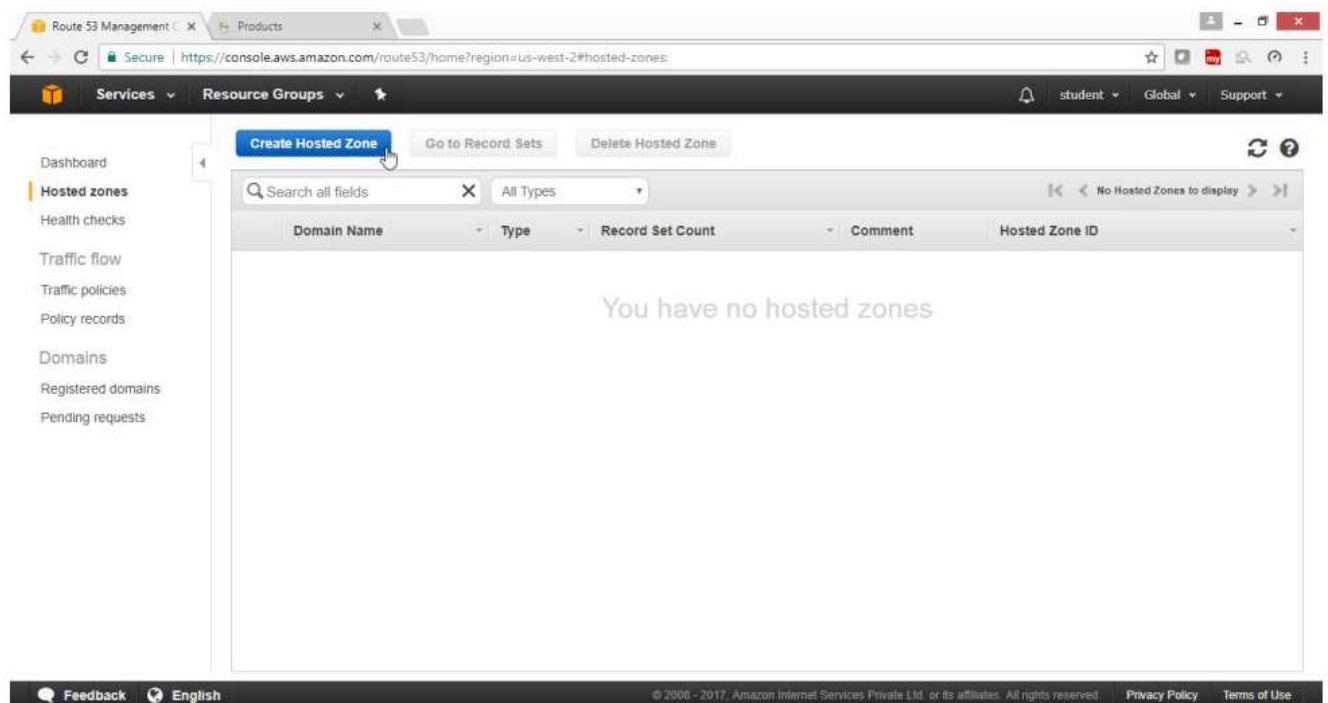 Route 53 Management C
Products
Secure | https://console.aws.amazon.com/route53/home?region=us-west-2#hosted-zones:
my
Services Resource Groups student Global Support
Create Hosted Zone Go to Record Sets Delete Hosted Zone
Dashboard
Hosted zones
Health checks
Traffic flow
Traffic policies
Policy records
Domains
Registered domains
Pending requests
Search all fields All Types No Hosted Zones to display
Domain Name Type Record Set Count Comment Hosted Zone ID
You have no hosted zones
Feedback English © 2008 - 2017, Amazon Internet Services Private Ltd. or its affiliates. All rights reserved. Privacy Policy Terms of Use